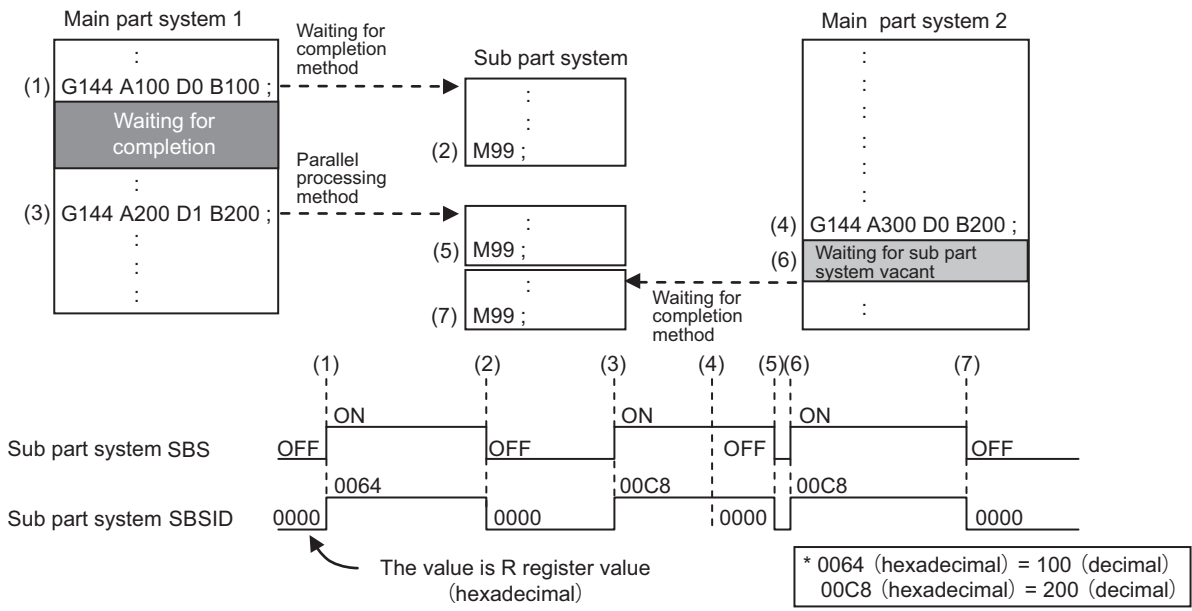 Main part system 1
:
(1) G144 A100 D0 B100 ;
Waiting for
completion
:
(3) G144 A200 D1 B200 ;
:
:
:
Waiting for
completion
method
Parallel
processing
method
Sub part system
:
:
(2) M99 ;
:
(5) M99 ;
:
(7) M99 ;
Main part system 2
:
:
:
:
:
:
(4) G144 A300 D0 B200 ;
(6) Waiting for sub part
system vacant
:
Waiting for
completion
method
(1) (2) (3) (4) (5) (6) (7)
Sub part system SBS OFF ON OFF ON OFF ON OFF
Sub part system SBSID 0000 0064 0000 00C8 0000 00C8 0000
The value is R register value
(hexadecimal)
* 0064 (hexadecimal) = 100 (decimal)
00C8 (hexadecimal) = 200 (decimal)